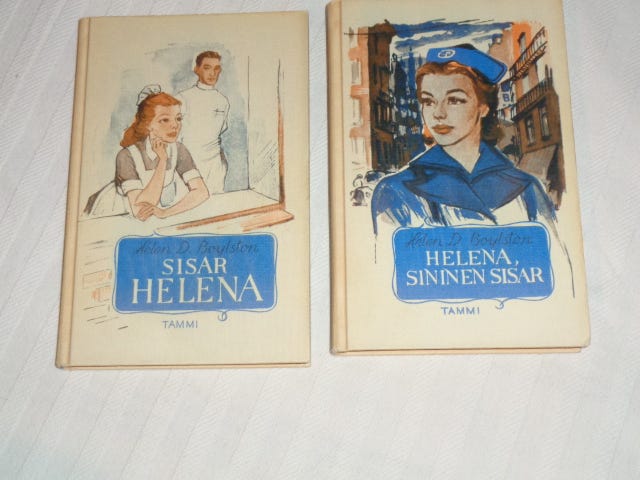 Helen D. Boylston
SISAR
HELENA
TAMMI
Helen D. Boylston
HELENA,
SININEN SISAR
TAMMI